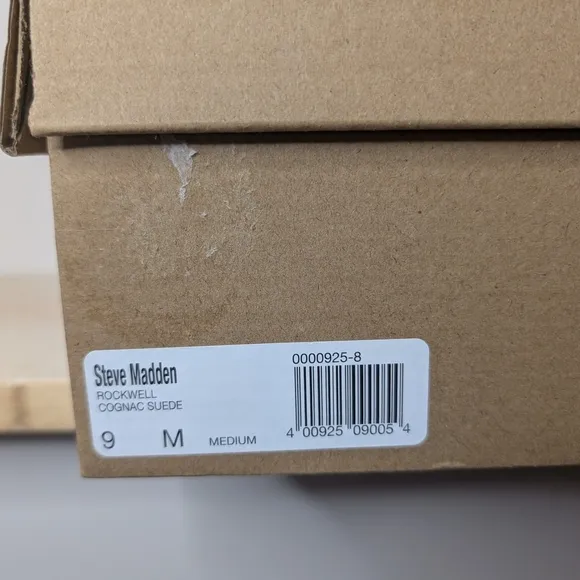 Steve Madden
ROCKWELL
COGNAC SUEDE
9 M MEDIUM
0000925-8
4 00925 09005 4